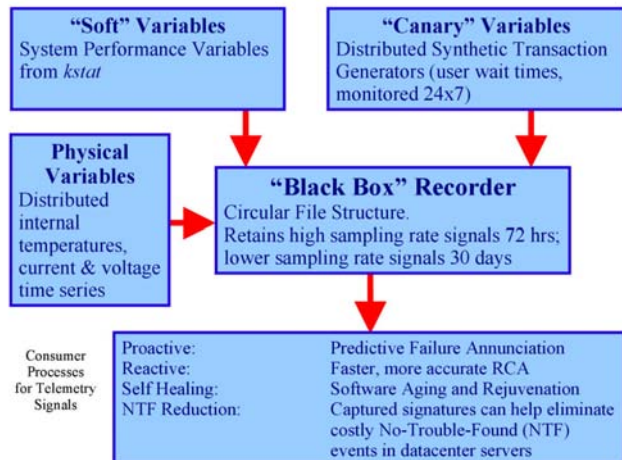 “Soft” Variables
System Performance Variables
from kstat
“Canary” Variables
Distributed Synthetic Transaction
Generators (user wait times,
monitored 24x7)
Physical
Variables
Distributed
internal
temperatures,
current & voltage
time series
“Black Box” Recorder
Circular File Structure.
Retains high sampling rate signals 72 hrs;
lower sampling rate signals 30 days
Consumer
Processes
for Telemetry
Signals
Proactive: Predictive Failure Annunciation
Reactive: Faster, more accurate RCA
Self Healing: Software Aging and Rejuvenation
NTF Reduction: Captured signatures can help eliminate
costly No-Trouble-Found (NTF)
events in datacenter servers